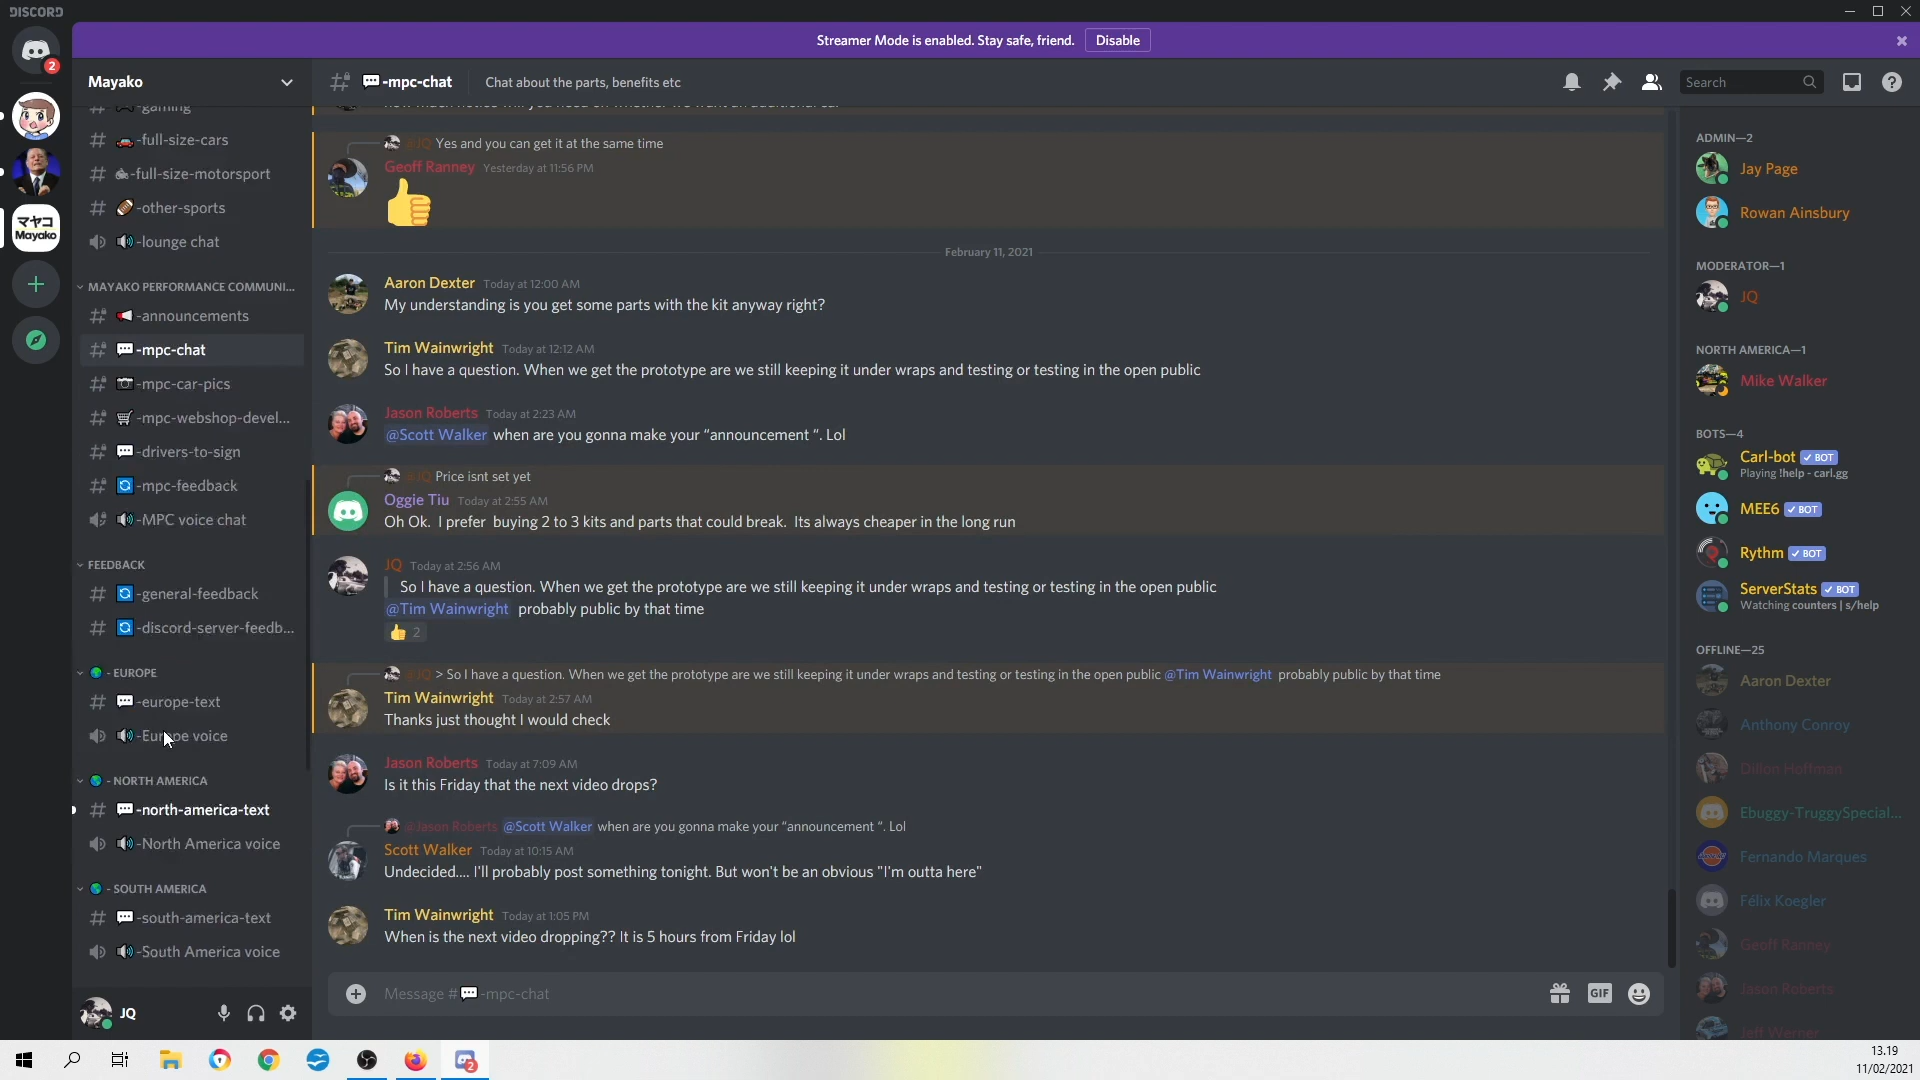 DISCORD
Streamer Mode is enabled. Stay safe, friend.
Disable
2
マヤコ
Mayako
Mayako
-gaming
-full-size-cars
-full-size-motorsport
-other-sports
-lounge chat
MAYAKO PERFORMANCE COMMUNI...
-announcements
-mpc-chat
-mpc-car-pics
-mpc-webshop-devel...
-drivers-to-sign
-mpc-feedback
-MPC voice chat
FEEDBACK
-general-feedback
-discord-server-feedb...
- EUROPE
-europe-text
-Europe voice
- NORTH AMERICA
-north-america-text
-North America voice
- SOUTH AMERICA
-south-america-text
-South America voice
JQ
-mpc-chat
Chat about the parts, benefits etc
Search
@JQ Yes and you can get it at the same time
Geoff Ranney Yesterday at 11:56 PM
February 11, 2021
Aaron Dexter Today at 12:00 AM
My understanding is you get some parts with the kit anyway right?
Tim Wainwright Today at 12:12 AM
So I have a question. When we get the prototype are we still keeping it under wraps and testing or testing in the open public
Jason Roberts Today at 2:23 AM
@Scott Walker when are you gonna make your “announcement “. Lol
@JQ Price isnt set yet
Oggie Tiu Today at 2:55 AM
Oh Ok. I prefer buying 2 to 3 kits and parts that could break. Its always cheaper in the long run
JQ Today at 2:56 AM
So I have a question. When we get the prototype are we still keeping it under wraps and testing or testing in the open public
@Tim Wainwright probably public by that time
2
@JQ > So I have a question. When we get the prototype are we still keeping it under wraps and testing or testing in the open public @Tim Wainwright probably public by that time
Tim Wainwright Today at 2:57 AM
Thanks just thought I would check
Jason Roberts Today at 7:09 AM
Is it this Friday that the next video drops?
@Jason Roberts @Scott Walker when are you gonna make your “announcement “. Lol
Scott Walker Today at 10:15 AM
Undecided.... I'll probably post something tonight. But won't be an obvious "I'm outta here"
Tim Wainwright Today at 1:05 PM
When is the next video dropping?? It is 5 hours from Friday lol
Message # -mpc-chat
GIF
ADMIN—2
Jay Page
Rowan Ainsbury
MODERATOR—1
JQ
NORTH AMERICA—1
Mike Walker
BOTS—4
Carl-bot BOT
Playing !help - carl.gg
MEE6 BOT
Rythm BOT
ServerStats BOT
Watching counters | s/help
OFFLINE—25
Aaron Dexter
Anthony Conroy
Dillon Hoffman
Ebuggy-TruggySpecial...
Fernando Marques
Félix Koegler
Geoff Ranney
Jason Roberts
Jeff Werner
2
13.19
11/02/2021